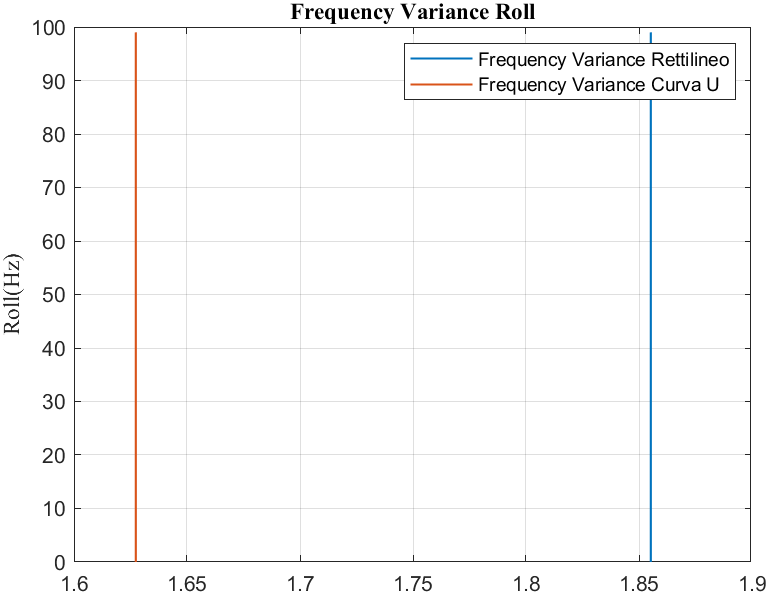 Frequency Variance Roll
Frequency Variance Rettilineo
Frequency Variance Curva U
100
90
80
70
60
50
40
30
20
10
0
Roll(Hz)
1.6 1.65 1.7 1.75 1.8 1.85 1.9